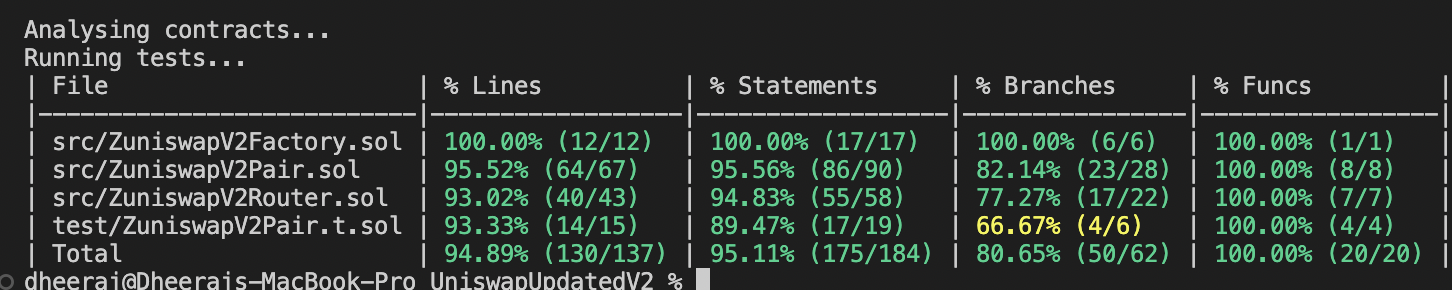 Analysing contracts...
Running tests...
| File                       | % Lines          | % Statements     | % Branches     | % Funcs         |
|----------------------------|------------------|------------------|----------------|-----------------|
| src/ZuniswapV2Factory.sol | 100.00% (12/12)  | 100.00% (17/17)  | 100.00% (6/6)  | 100.00% (1/1)   |
| src/ZuniswapV2Pair.sol    | 95.52% (64/67)   | 95.56% (86/90)   | 82.14% (23/28) | 100.00% (8/8)   |
| src/ZuniswapV2Router.sol  | 93.02% (40/43)   | 94.83% (55/58)   | 77.27% (17/22) | 100.00% (7/7)   |
| test/ZuniswapV2Pair.t.sol | 93.33% (14/15)   | 89.47% (17/19)   | 66.67% (4/6)   | 100.00% (4/4)   |
| Total                      | 94.89% (130/137) | 95.11% (175/184) | 80.65% (50/62) | 100.00% (20/20) |
dheeraj@Dheerajs-MacBook-Pro UniswapUpdatedV2 %